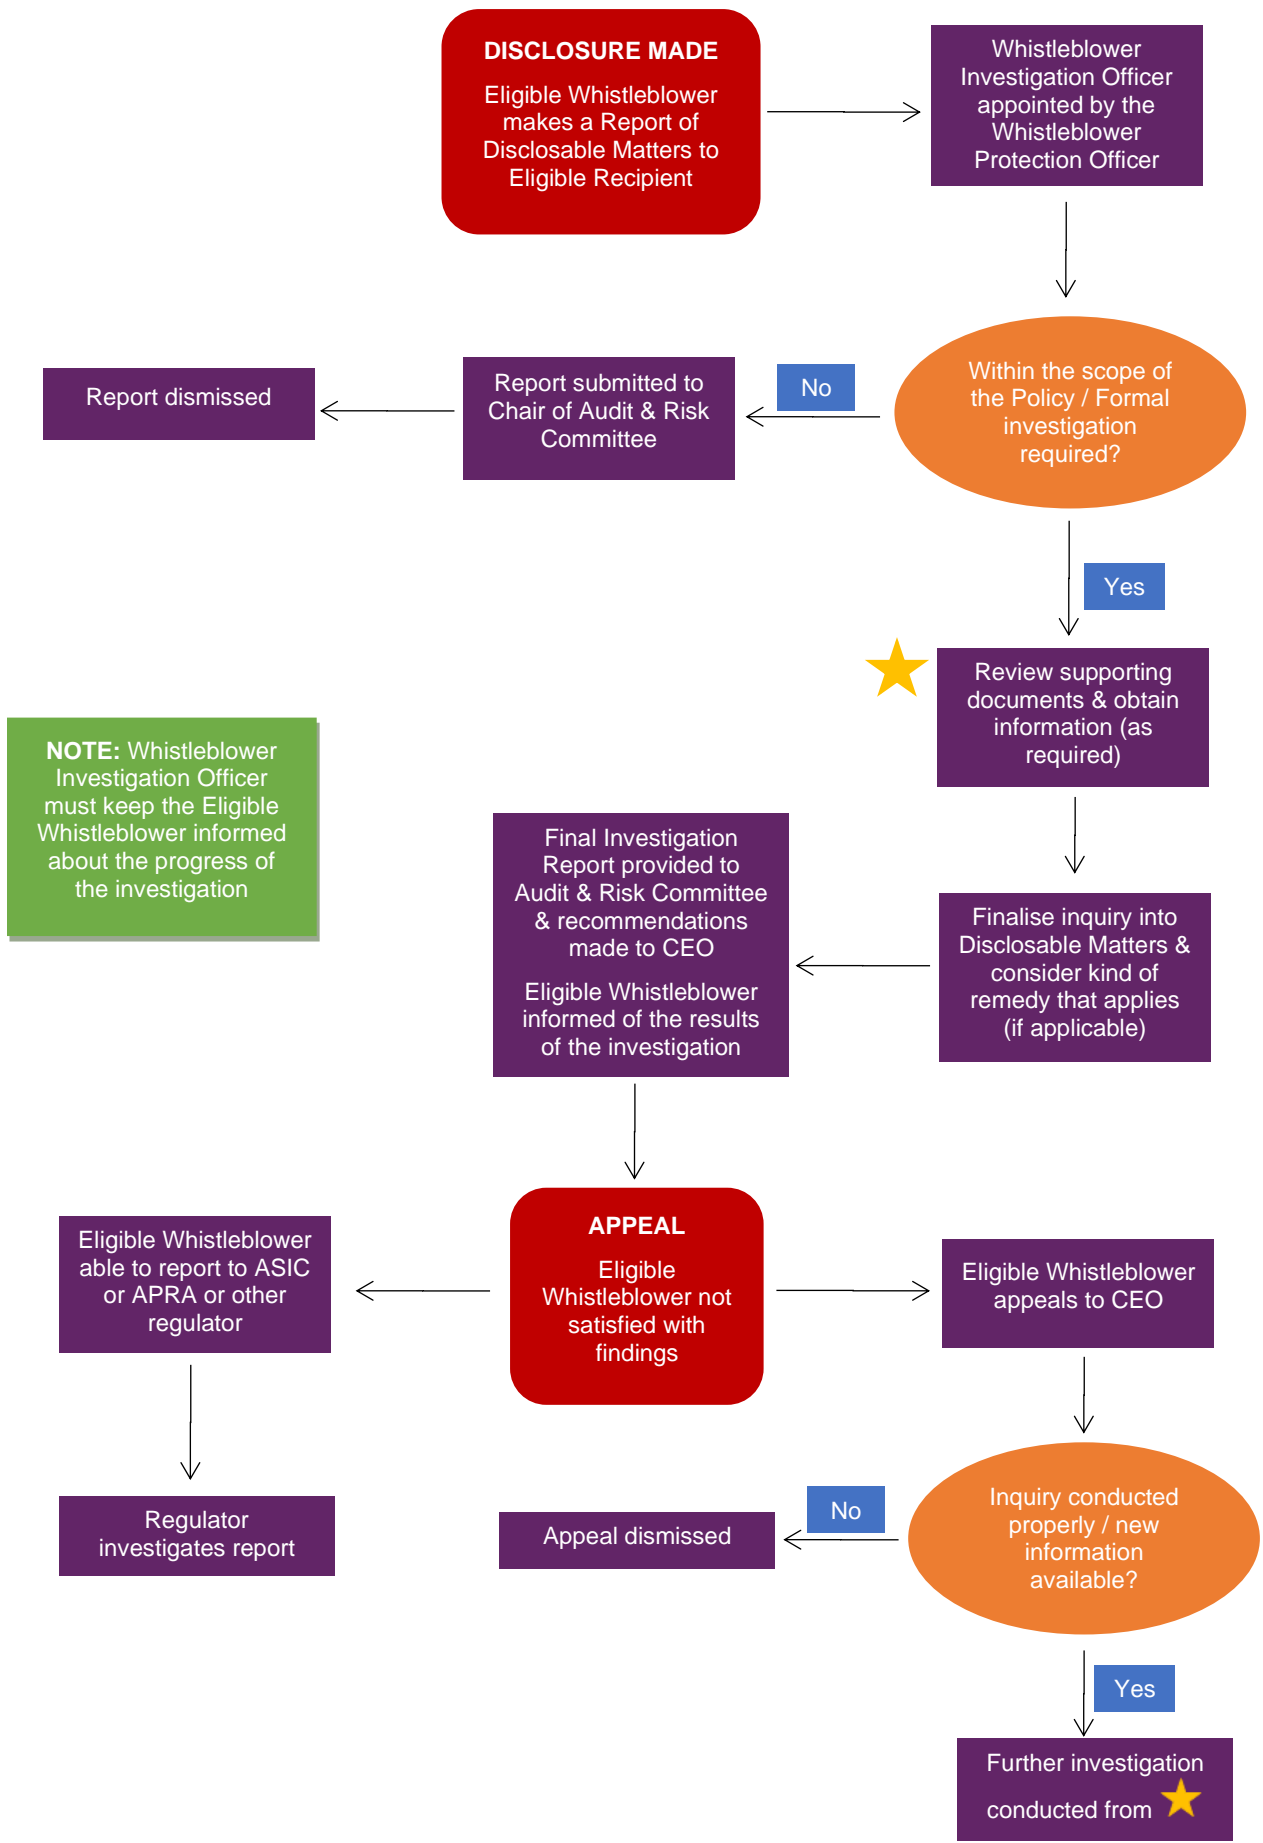 DISCLOSURE MADE
Eligible Whistleblower
makes a Report of
Disclosable Matters to
Eligible Recipient
Whistleblower
Investigation Officer
appointed by the
Whistleblower
Protection Officer
Within the scope of
the Policy / Formal
investigation
required?
No
Report submitted to
Chair of Audit & Risk
Committee
Report dismissed
Yes
Review supporting
documents & obtain
information (as
required)
NOTE: Whistleblower
Investigation Officer
must keep the Eligible
Whistleblower informed
about the progress of
the investigation
Finalise inquiry into
Disclosable Matters &
consider kind of
remedy that applies
(if applicable)
Final Investigation
Report provided to
Audit & Risk Committee
& recommendations
made to CEO
Eligible Whistleblower
informed of the results
of the investigation
APPEAL
Eligible
Whistleblower not
satisfied with
findings
Eligible Whistleblower
able to report to ASIC
or APRA or other
regulator
Regulator
investigates report
Eligible Whistleblower
appeals to CEO
Inquiry conducted
properly / new
information
available?
No
Appeal dismissed
Yes
Further investigation
conducted from